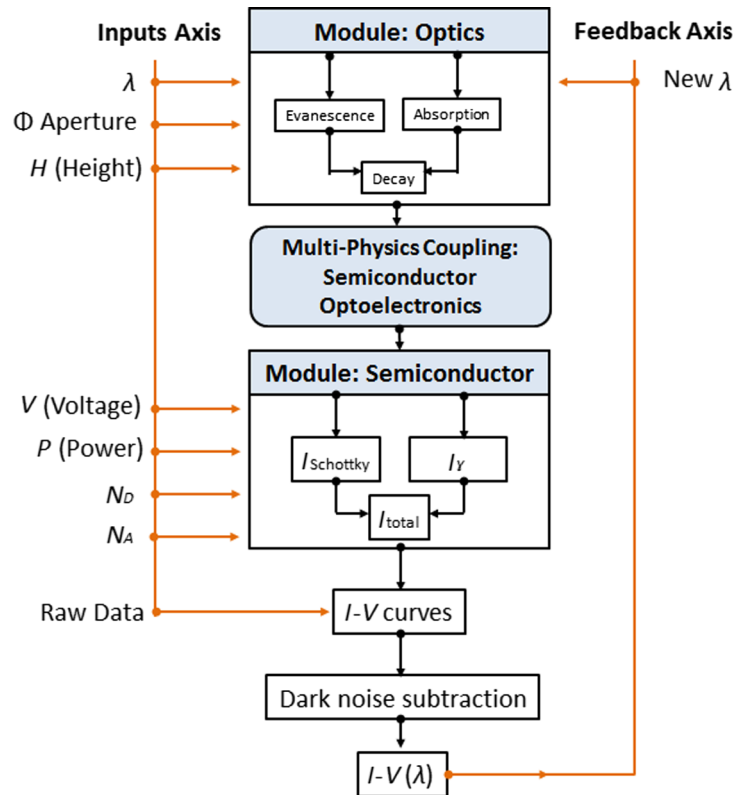 Inputs Axis
Module: Optics
Feedback Axis
λ
New λ
Φ Aperture
Evanescence
Absorption
H (Height)
Decay
Multi-Physics Coupling:
Semiconductor
Optoelectronics
Module: Semiconductor
V (Voltage)
P (Power)
ISchottky
Iγ
ND
Itotal
NA
Raw Data
I-V curves
Dark noise subtraction
I-V(λ)